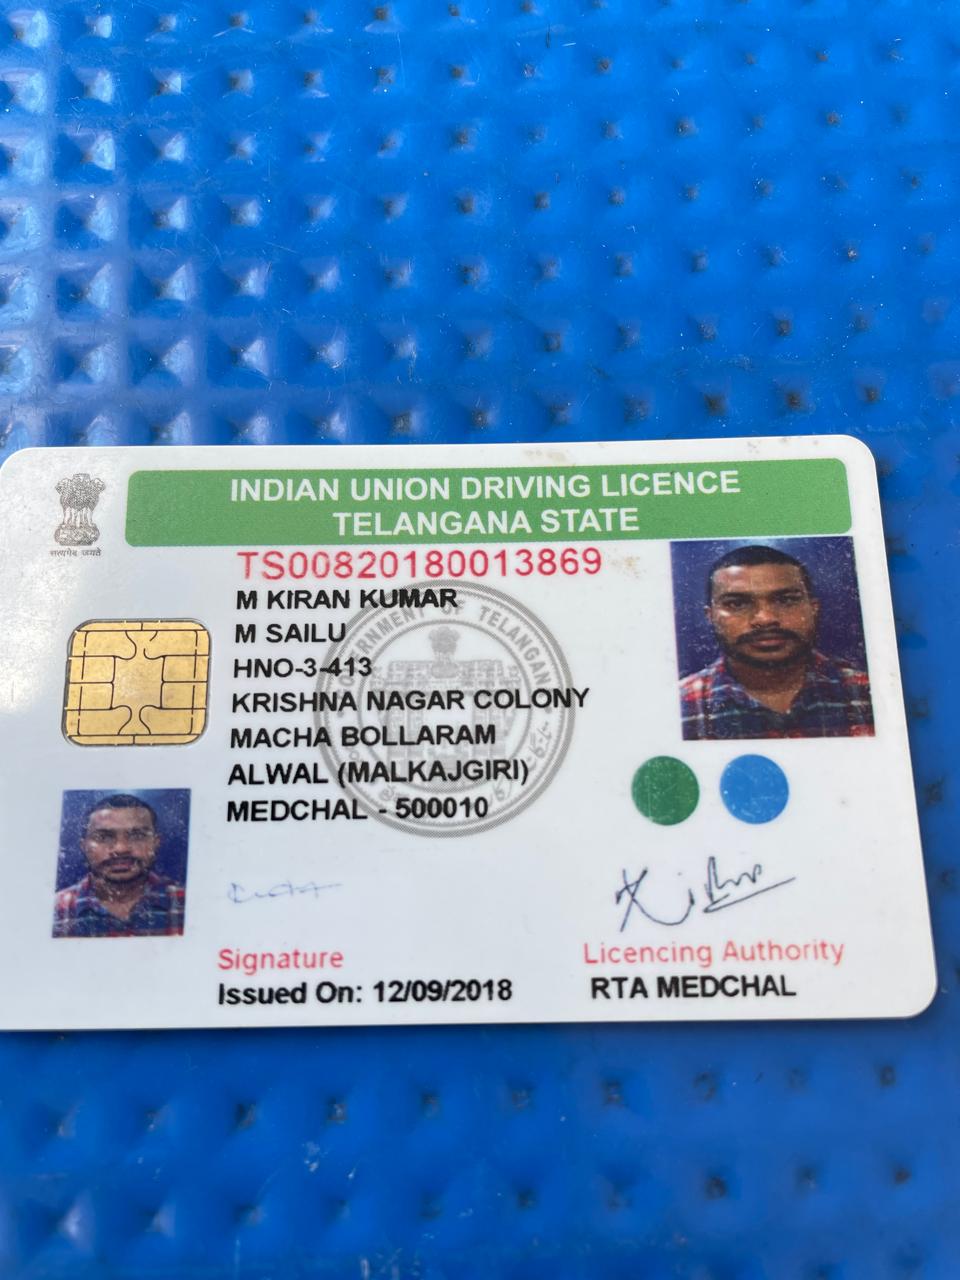 सत्यमेव जयते
INDIAN UNION DRIVING LICENCE
TELANGANA STATE
TS00820180013869
M KIRAN KUMAR
M SAILU
HNO-3-413
KRISHNA NAGAR COLONY
MACHA BOLLARAM
ALWAL (MALKAJGIRI)
MEDCHAL - 500010
GOVERNMENT OF TELANGANA
Signature
Licencing Authority
Issued On: 12/09/2018
RTA MEDCHAL